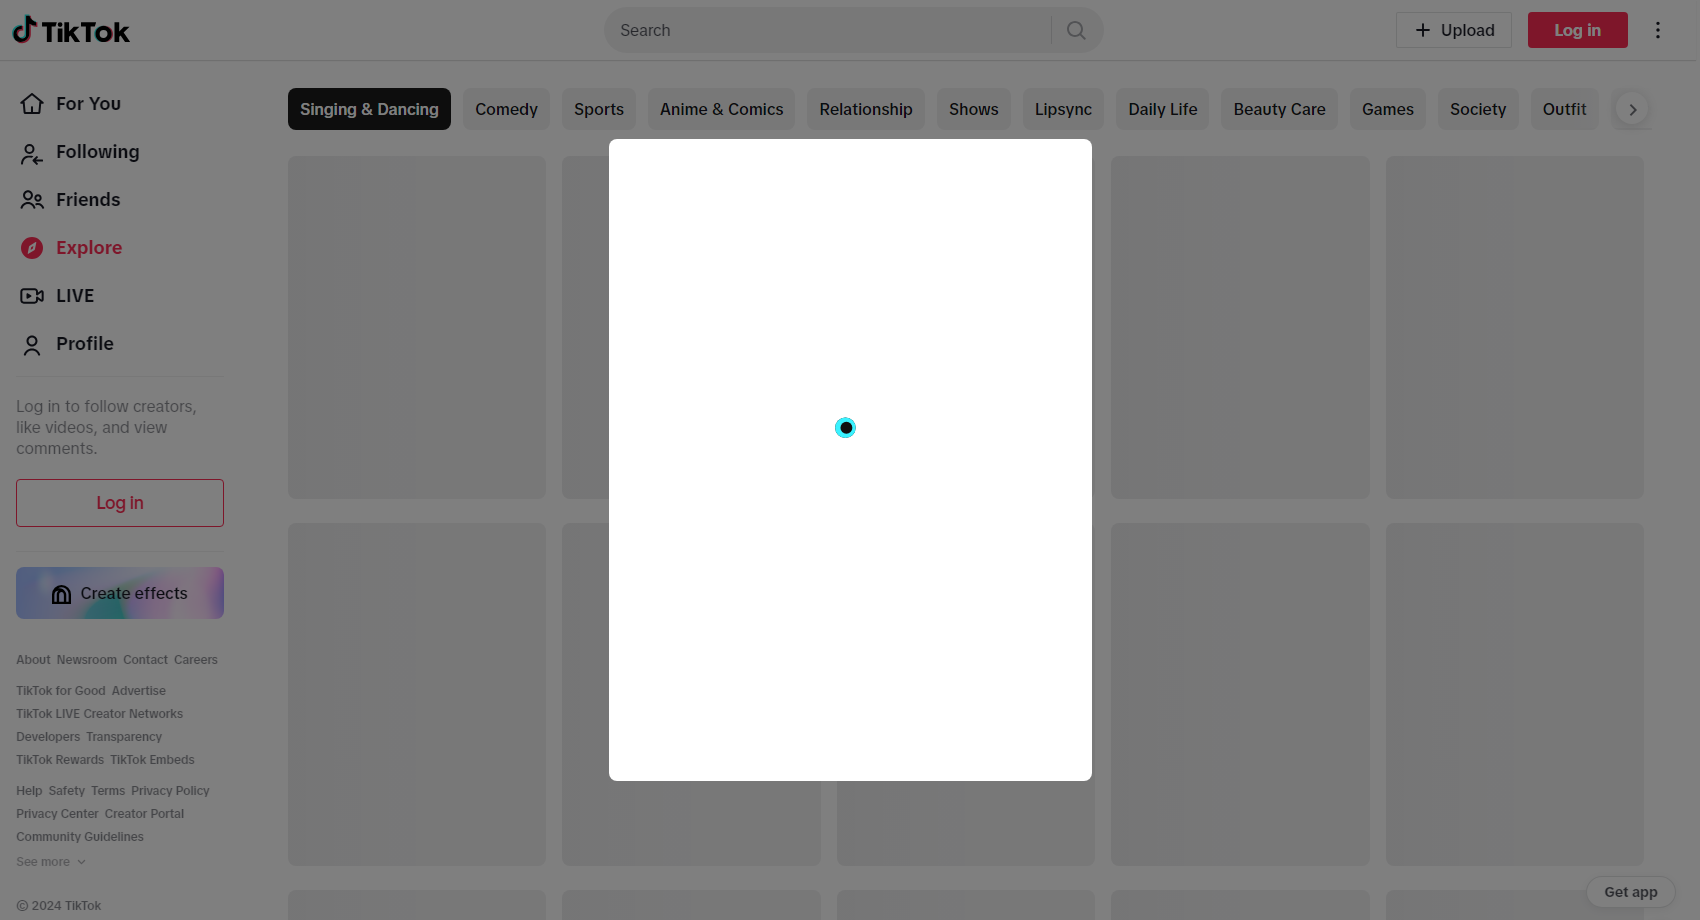 TikTok
Search
Upload
Log in
For You
Following
Friends
Explore
LIVE
Profile
Log in to follow creators,
like videos, and view
comments.
Log in
Create effects
About Newsroom Contact Careers
TikTok for Good Advertise
TikTok LIVE Creator Networks
Developers Transparency
TikTok Rewards TikTok Embeds
Help Safety Terms Privacy Policy
Privacy Center Creator Portal
Community Guidelines
See more
© 2024 TikTok
Singing & Dancing Comedy Sports Anime & Comics Relationship Shows Lipsync Daily Life Beauty Care Games Society Outfit
Get app